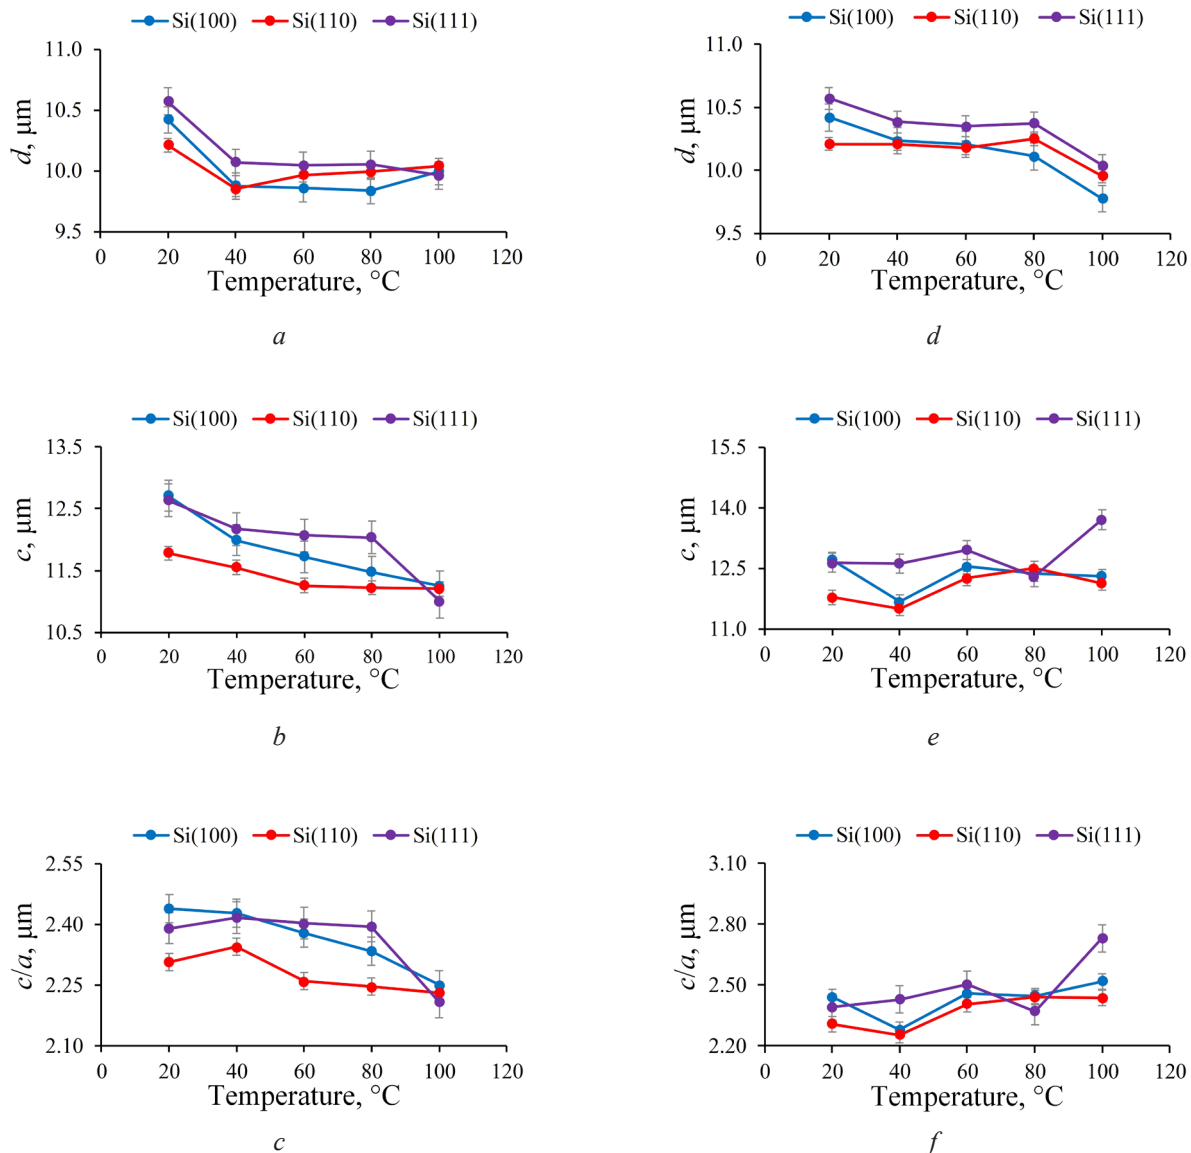 Si(100) Si(110) Si(111)
11.0
10.5
10.0
9.5
d, μm
0 20 40 60 80 100 120
Temperature, °C
a
Si(100) Si(110) Si(111)
11.0
10.5
10.0
9.5
d, μm
0 20 40 60 80 100 120
Temperature, °C
d
Si(100) Si(110) Si(111)
13.5
12.5
11.5
10.5
c, μm
0 20 40 60 80 100 120
Temperature, °C
b
Si(100) Si(110) Si(111)
15.5
14.0
12.5
11.0
c, μm
0 20 40 60 80 100 120
Temperature, °C
e
Si(100) Si(110) Si(111)
2.55
2.40
2.25
2.10
c/a, μm
0 20 40 60 80 100 120
Temperature, °C
c
Si(100) Si(110) Si(111)
3.10
2.80
2.50
2.20
c/a, μm
0 20 40 60 80 100 120
Temperature, °C
f